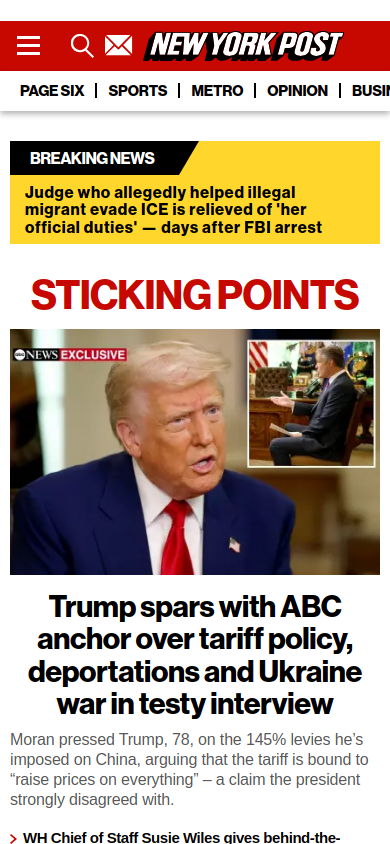 NEW YORK POST
PAGE SIX | SPORTS | METRO | OPINION | BUSI
BREAKING NEWS
Judge who allegedly helped illegal
migrant evade ICE is relieved of 'her
official duties' — days after FBI arrest
STICKING POINTS
abc NEWS EXCLUSIVE
Trump spars with ABC
anchor over tariff policy,
deportations and Ukraine
war in testy interview
Moran pressed Trump, 78, on the 145% levies he’s
imposed on China, arguing that the tariff is bound to
“raise prices on everything” – a claim the president
strongly disagreed with.
WH Chief of Staff Susie Wiles gives behind-the-